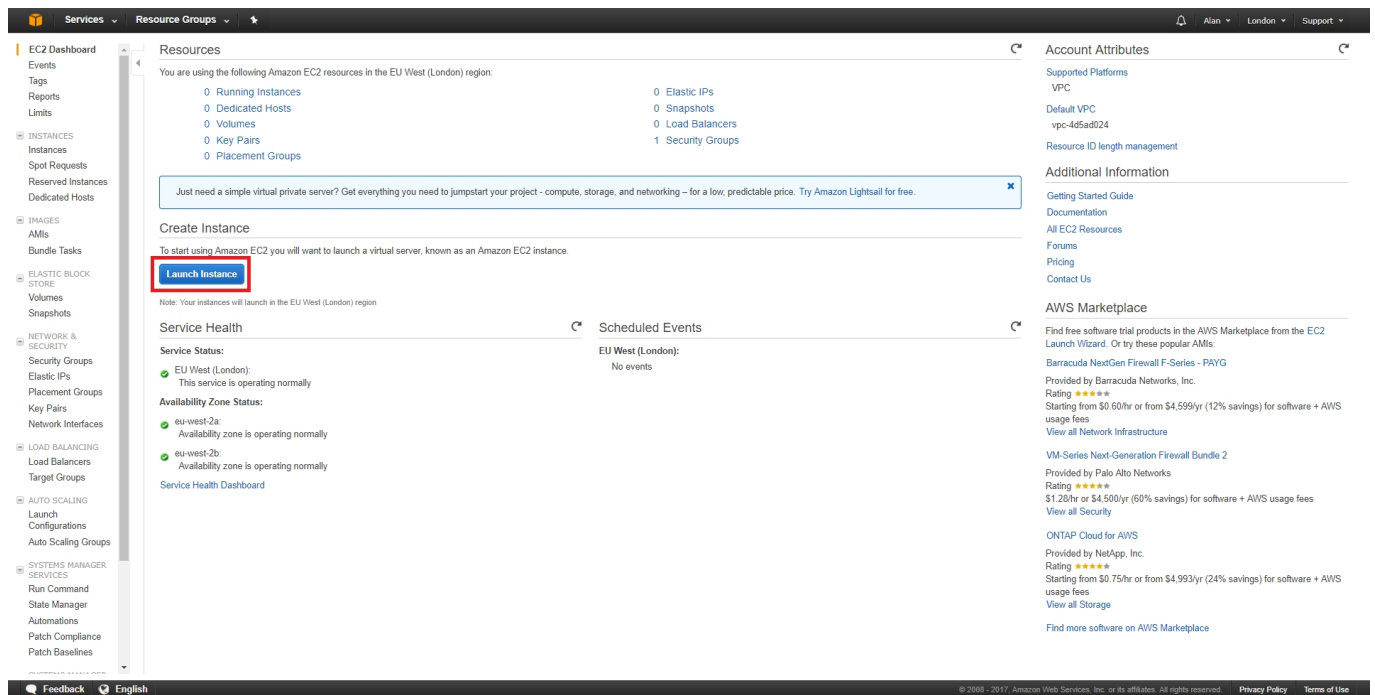 Services
Resource Groups
Alan
London
Support
EC2 Dashboard
Events
Tags
Reports
Limits
INSTANCES
Instances
Spot Requests
Reserved Instances
Dedicated Hosts
IMAGES
AMIs
Bundle Tasks
ELASTIC BLOCK
STORE
Volumes
Snapshots
NETWORK &
SECURITY
Security Groups
Elastic IPs
Placement Groups
Key Pairs
Network Interfaces
LOAD BALANCING
Load Balancers
Target Groups
AUTO SCALING
Launch
Configurations
Auto Scaling Groups
SYSTEMS MANAGER
SERVICES
Run Command
State Manager
Automations
Patch Compliance
Patch Baselines
Resources
You are using the following Amazon EC2 resources in the EU West (London) region:
0 Running Instances
0 Dedicated Hosts
0 Volumes
0 Key Pairs
0 Placement Groups
0 Elastic IPs
0 Snapshots
0 Load Balancers
1 Security Groups
Just need a simple virtual private server? Get everything you need to jumpstart your project - compute, storage, and networking – for a low, predictable price. Try Amazon Lightsail for free.
Create Instance
To start using Amazon EC2 you will want to launch a virtual server, known as an Amazon EC2 instance.
Launch Instance
Note: Your instances will launch in the EU West (London) region
Service Health
Service Status:
EU West (London):
This service is operating normally
Availability Zone Status:
eu-west-2a:
Availability zone is operating normally
eu-west-2b:
Availability zone is operating normally
Service Health Dashboard
Scheduled Events
EU West (London):
No events
Account Attributes
Supported Platforms
VPC
Default VPC
vpc-4d5ad024
Resource ID length management
Additional Information
Getting Started Guide
Documentation
All EC2 Resources
Forums
Pricing
Contact Us
AWS Marketplace
Find free software trial products in the AWS Marketplace from the EC2
Launch Wizard. Or try these popular AMIs:
Barracuda NextGen Firewall F-Series - PAYG
Provided by Barracuda Networks, Inc.
Rating
Starting from $0.60/hr or from $4,599/yr (12% savings) for software + AWS
usage fees
View all Network Infrastructure
VM-Series Next-Generation Firewall Bundle 2
Provided by Palo Alto Networks
Rating
$1.28/hr or $4,500/yr (60% savings) for software + AWS usage fees
View all Security
ONTAP Cloud for AWS
Provided by NetApp, Inc.
Rating
Starting from $0.75/hr or from $4,993/yr (24% savings) for software + AWS
usage fees
View all Storage
Find more software on AWS Marketplace
Feedback
English
© 2008 - 2017, Amazon Web Services, Inc. or its affiliates. All rights reserved.
Privacy Policy
Terms of Use